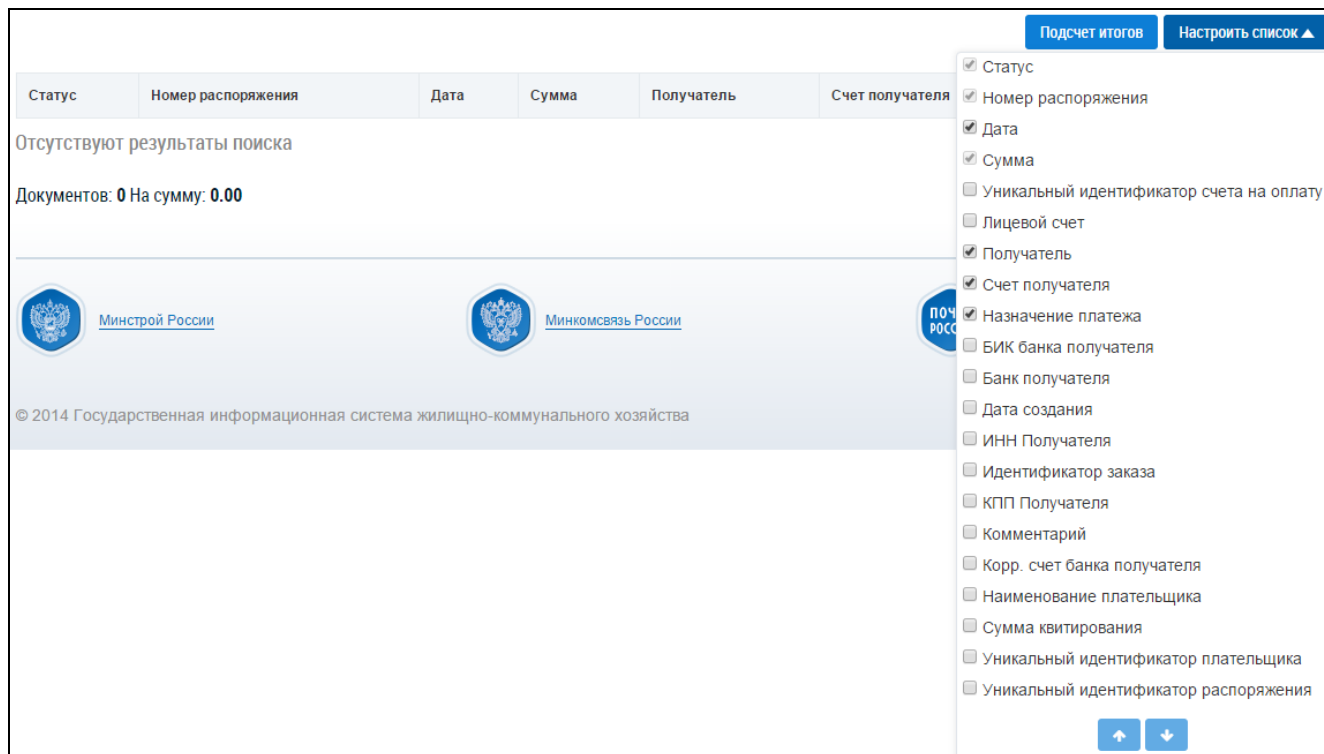 Подсчет итогов
Настроить список
Статус
Номер распоряжения
Дата
Сумма
Получатель
Счет получателя
Отсутствуют результаты поиска
Документов: 0 На сумму: 0.00
Минстрой России
Минкомсвязь России
ПОЧ
РОСС
© 2014 Государственная информационная система жилищно-коммунального хозяйства
Статус
Номер распоряжения
Дата
Сумма
Уникальный идентификатор счета на оплату
Лицевой счет
Получатель
Счет получателя
Назначение платежа
БИК банка получателя
Банк получателя
Дата создания
ИНН Получателя
Идентификатор заказа
КПП Получателя
Комментарий
Корр. счет банка получателя
Наименование плательщика
Сумма квитирования
Уникальный идентификатор плательщика
Уникальный идентификатор распоряжения